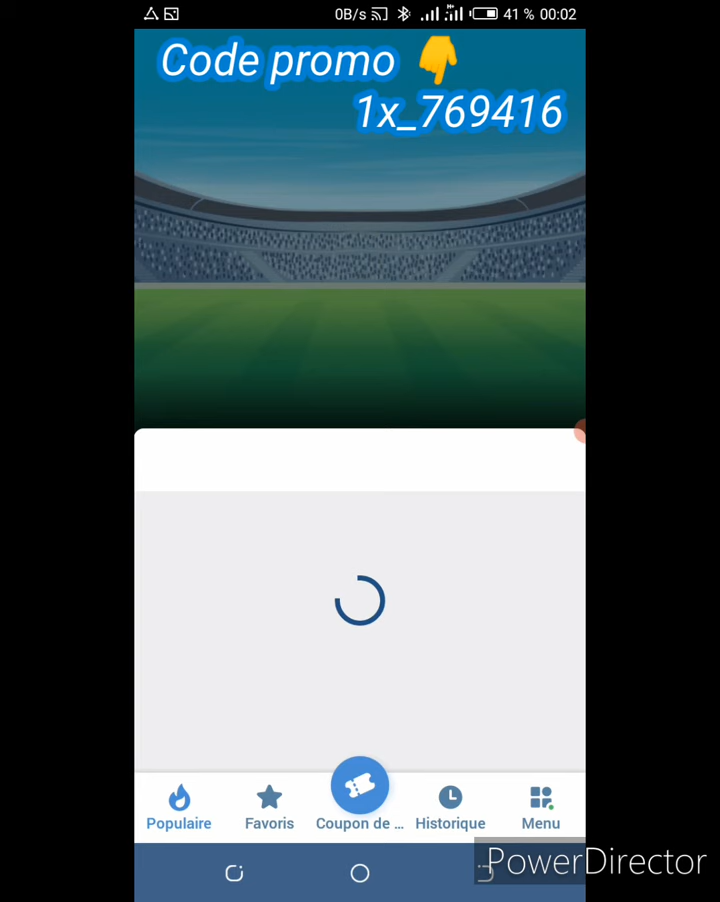 0B/s 41 % 00:02
Code promo 👇
1x_769416
Populaire Favoris Coupon de ... Historique Menu
PowerDirector